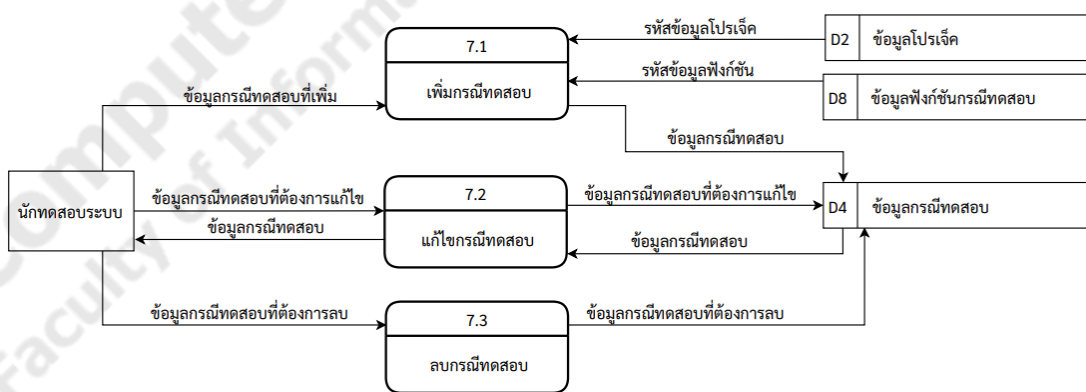 7.1
เพิ่มกรณีทดสอบ
รหัสข้อมูลโปรเจ็ค
D2 ข้อมูลโปรเจ็ค
รหัสข้อมูลฟังก์ชัน
D8 ข้อมูลฟังก์ชันกรณีทดสอบ
ข้อมูลกรณีทดสอบที่เพิ่ม
ข้อมูลกรณีทดสอบ
นักทดสอบระบบ
ข้อมูลกรณีทดสอบที่ต้องการแก้ไข
ข้อมูลกรณีทดสอบ
7.2
แก้ไขกรณีทดสอบ
ข้อมูลกรณีทดสอบที่ต้องการแก้ไข
ข้อมูลกรณีทดสอบ
D4 ข้อมูลกรณีทดสอบ
ข้อมูลกรณีทดสอบที่ต้องการลบ
7.3
ลบกรณีทดสอบ
ข้อมูลกรณีทดสอบที่ต้องการลบ
Compute
Faculty of Informa